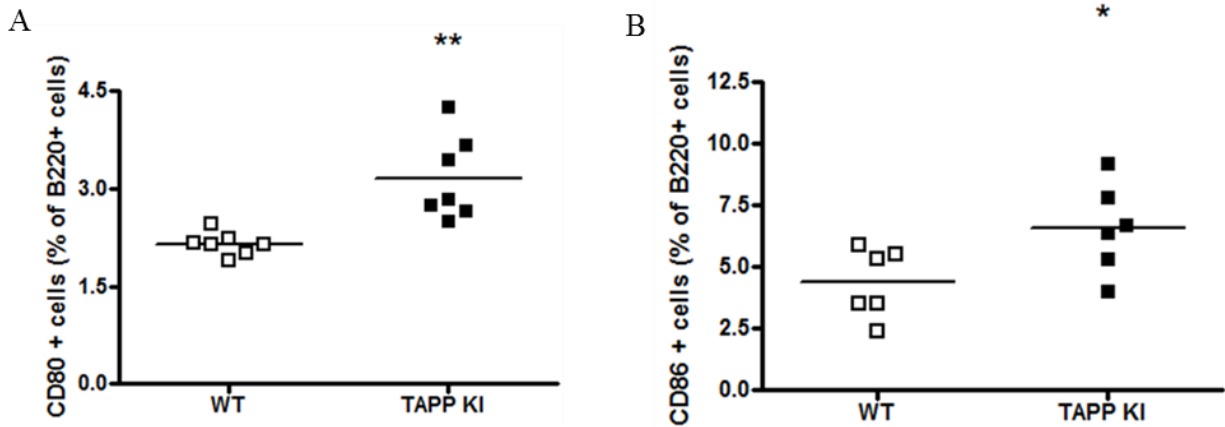 A
**
CD80 + cells (% of B220+ cells)
4.5
3.0
1.5
0.0
WT
TAPP KI
B
*
CD86 + cells (% of B220+ cells)
12.5
10.0
7.5
5.0
2.5
0.0
WT
TAPP KI